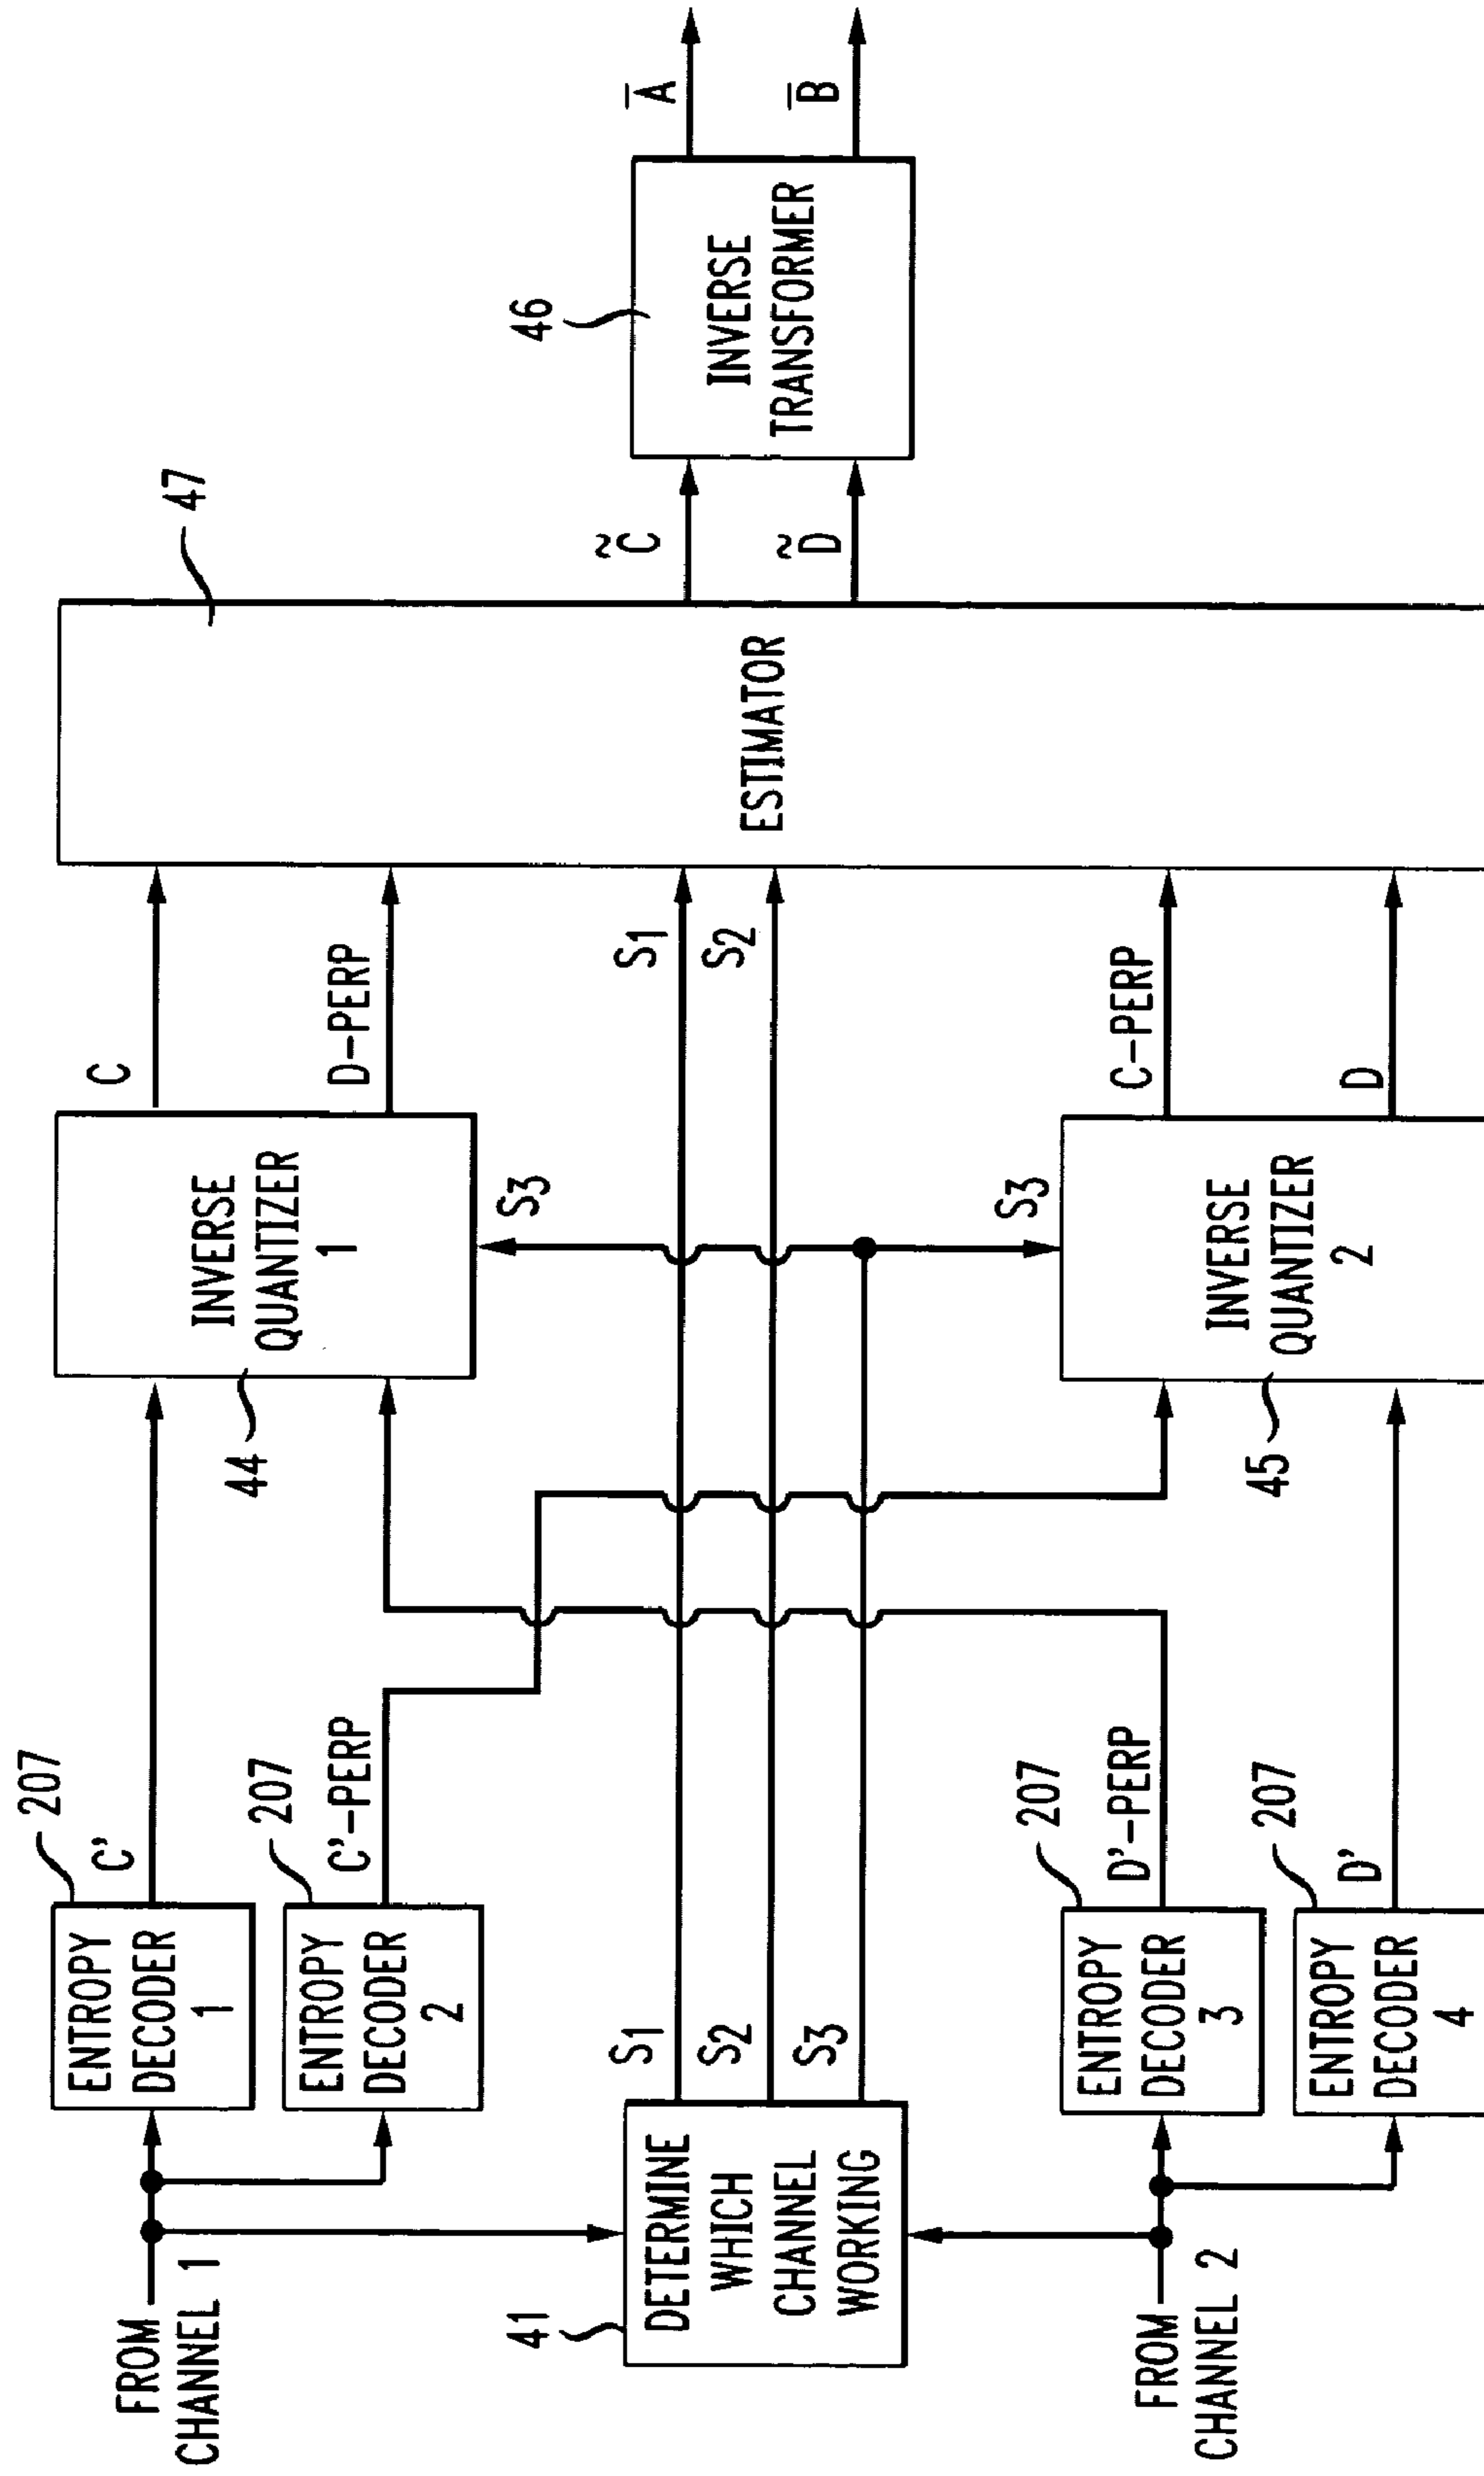 FROM
CHANNEL 1
41
DETERMINE
WHICH
CHANNEL
WORKING
FROM
CHANNEL 2
ENTROPY
DECODER
1
207
C'
ENTROPY
DECODER
2
207
C'-PERP
S1
S2
S3
ENTROPY
DECODER
3
207
D'-PERP
ENTROPY
DECODER
4
207
D'
44
INVERSE
QUANTIZER
1
S3
S3
45
INVERSE
QUANTIZER
2
C
D-PERP
S1
S2
C-PERP
D
ESTIMATOR
47
C̃
D̃
46
INVERSE
TRANSFORMER
A̅
B̅